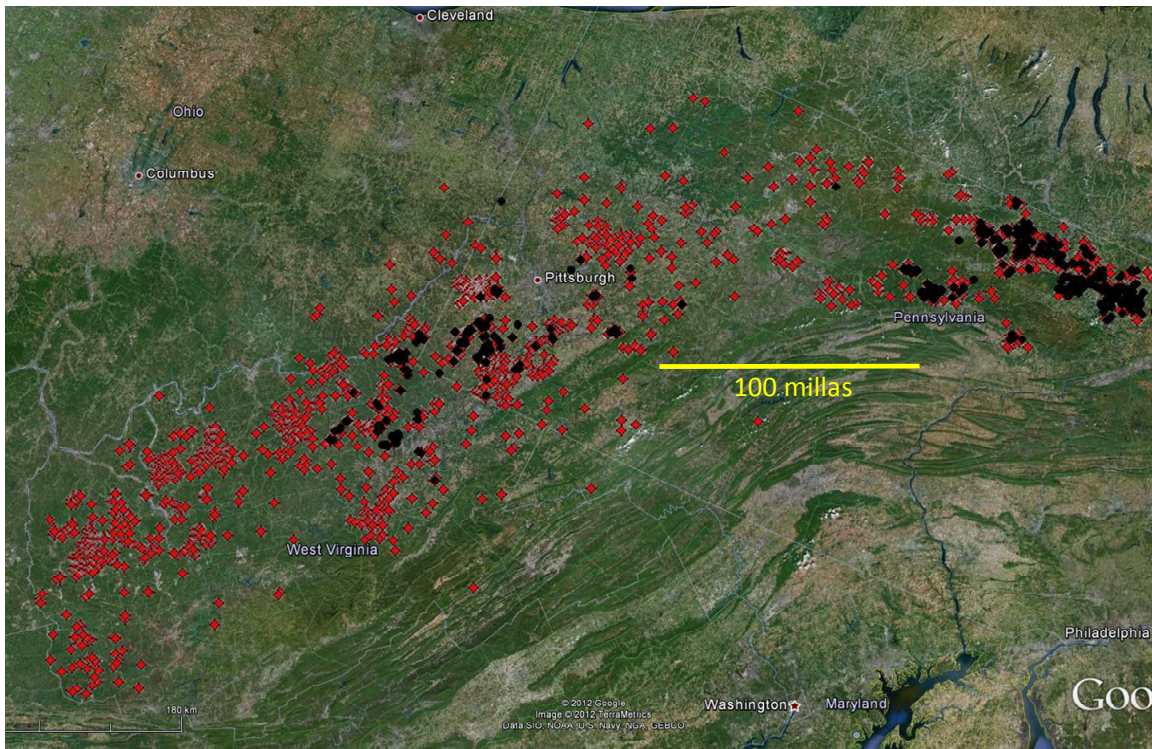 Cleveland
Ohio
Columbus
Pittsburgh
Pennsylvania
100 millas
West Virginia
Philadelphia
180 km
© 2012 Google
Image © 2012 TerraMetrics
Data SIO, NOAA, U.S. Navy, NGA, GEBCO
Washington
Maryland
Goo